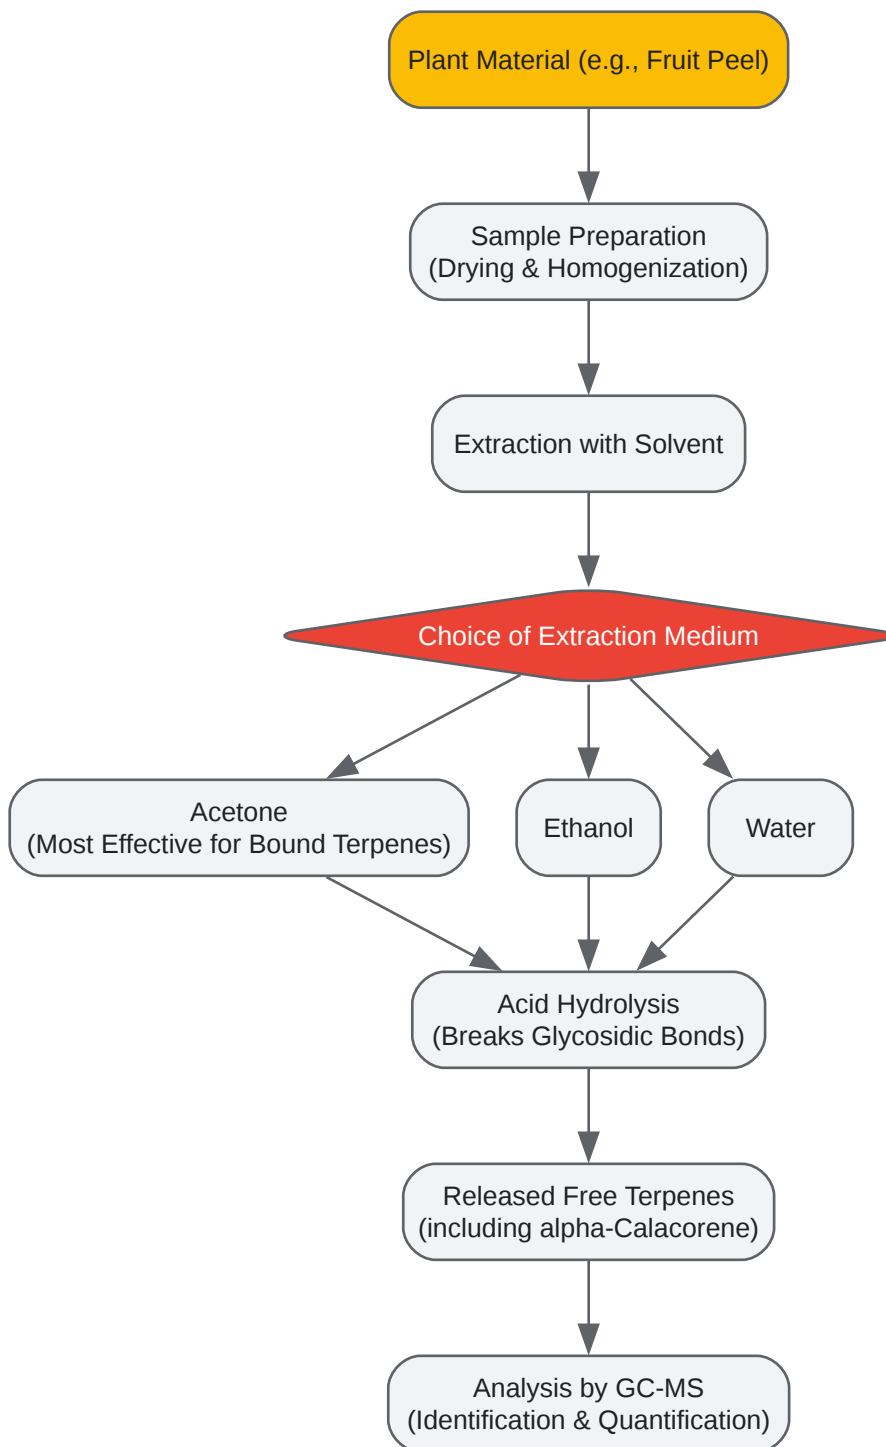 Plant Material (e.g., Fruit Peel)
Sample Preparation
(Drying & Homogenization)
Extraction with Solvent
Choice of Extraction Medium
Acetone
(Most Effective for Bound Terpenes)
Ethanol
Water
Acid Hydrolysis
(Breaks Glycosidic Bonds)
Released Free Terpenes
(including alpha-Calacorene)
Analysis by GC-MS
(Identification & Quantification)